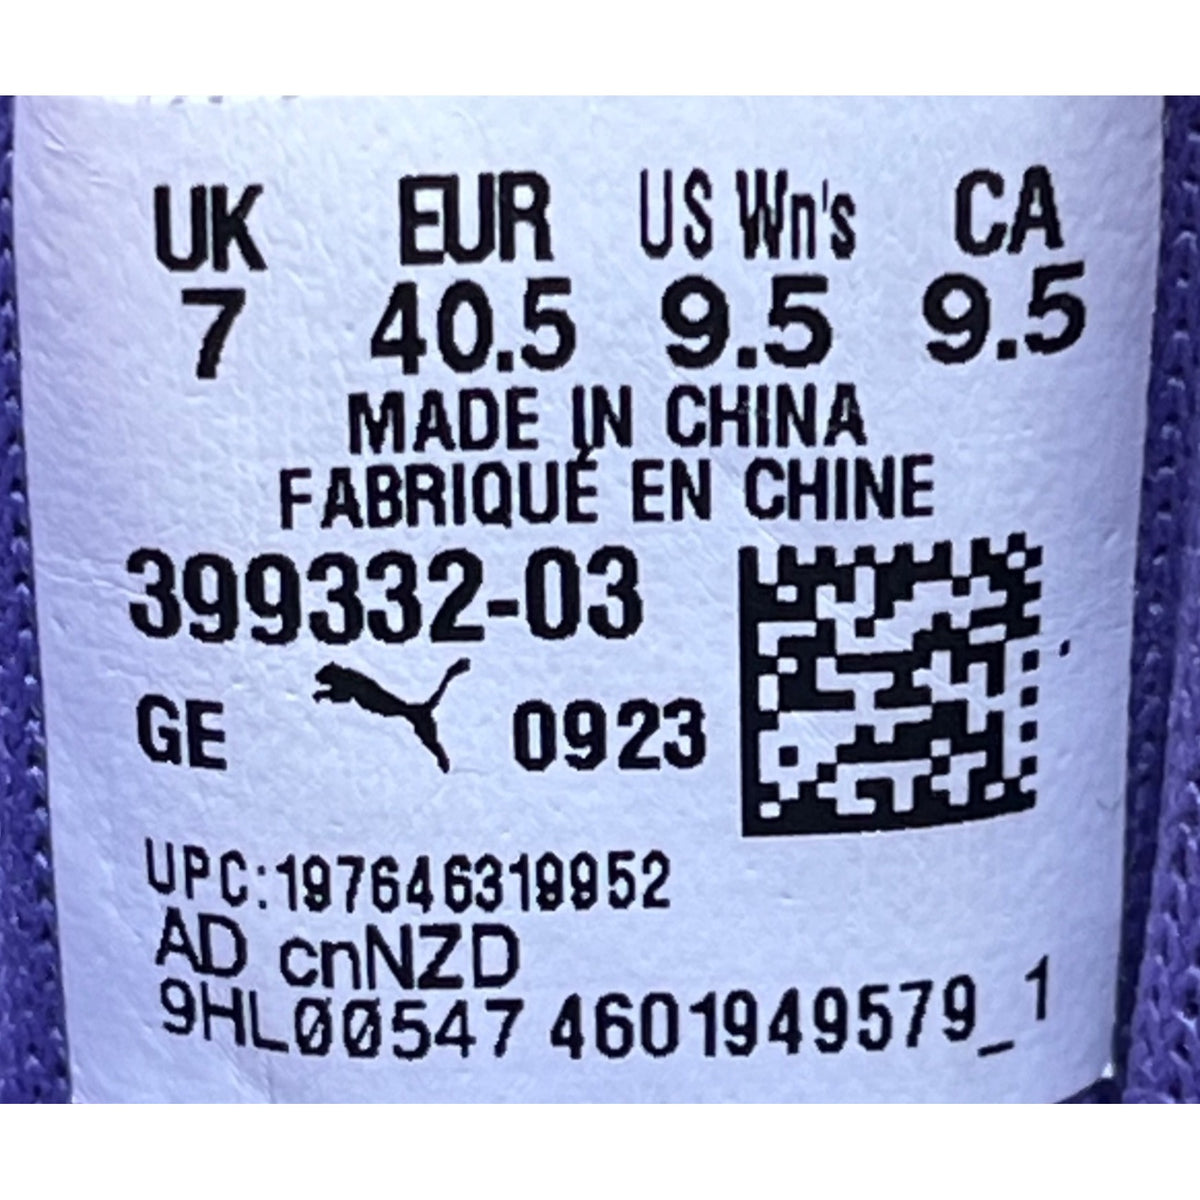 UK EUR US Wn's CA
7 40.5 9.5 9.5
MADE IN CHINA
FABRIQUÉ EN CHINE
399332-03
GE 0923
UPC:197646319952
AD cnNZD
9HL00547 4601949579_1